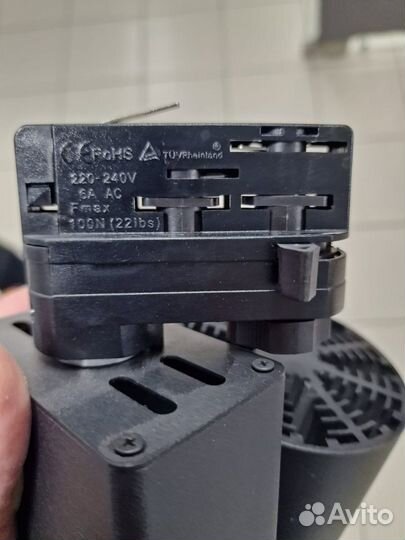 CE RoHS TÜVRheinland®
220-240V
6A AC
Fmax
100N(22lbs)
Avito